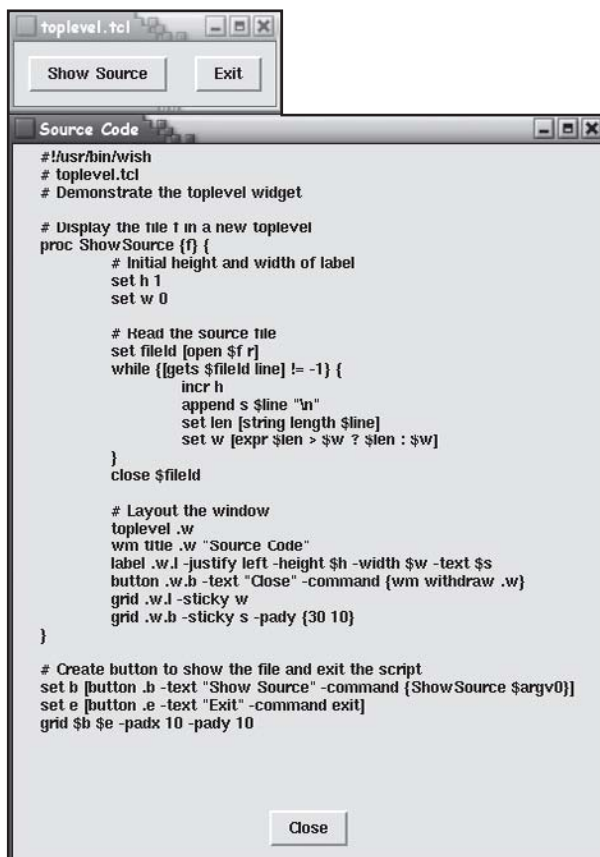 toplevel.tcl
Show Source Exit
Source Code
#!/usr/bin/wish
# toplevel.tcl
# Demonstrate the toplevel widget
# Display the file f in a new toplevel
proc ShowSource {f} {
# Initial height and width of label
set h 1
set w 0
# Read the source file
set fileId [open $f r]
while {[gets $fileId line] != -1} {
incr h
append s $line "\n"
set len [string length $line]
set w [expr $len > $w ? $len : $w]
}
close $fileId
# Layout the window
toplevel .w
wm title .w "Source Code"
label .w.l -justify left -height $h -width $w -text $s
button .w.b -text "Close" -command {wm withdraw .w}
grid .w.l -sticky w
grid .w.b -sticky s -pady {30 10}
}
# Create button to show the file and exit the script
set b [button .b -text "Show Source" -command {ShowSource $argv0}]
set e [button .e -text "Exit" -command exit]
grid $b $e -padx 10 -pady 10
Close